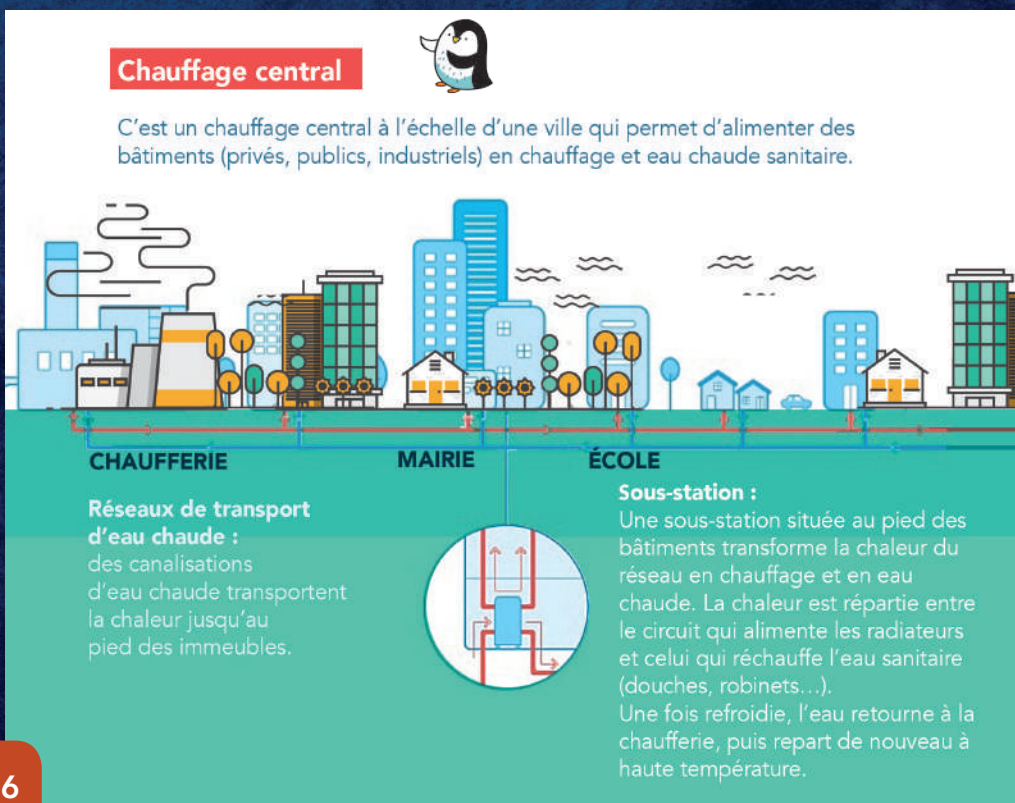 Chauffage central
C’est un chauffage central à l’échelle d’une ville qui permet d’alimenter des
bâtiments (privés, publics, industriels) en chauffage et eau chaude sanitaire.
CHAUFFERIE
MAIRIE
ÉCOLE
Réseaux de transport
d’eau chaude :
des canalisations
d’eau chaude transportent
la chaleur jusqu’au
pied des immeubles.
Sous-station :
Une sous-station située au pied des
bâtiments transforme la chaleur du
réseau en chauffage et en eau
chaude. La chaleur est répartie entre
le circuit qui alimente les radiateurs
et celui qui réchauffe l’eau sanitaire
(douches, robinets…).
Une fois refroidie, l’eau retourne à la
chaufferie, puis repart de nouveau à
haute température.
6